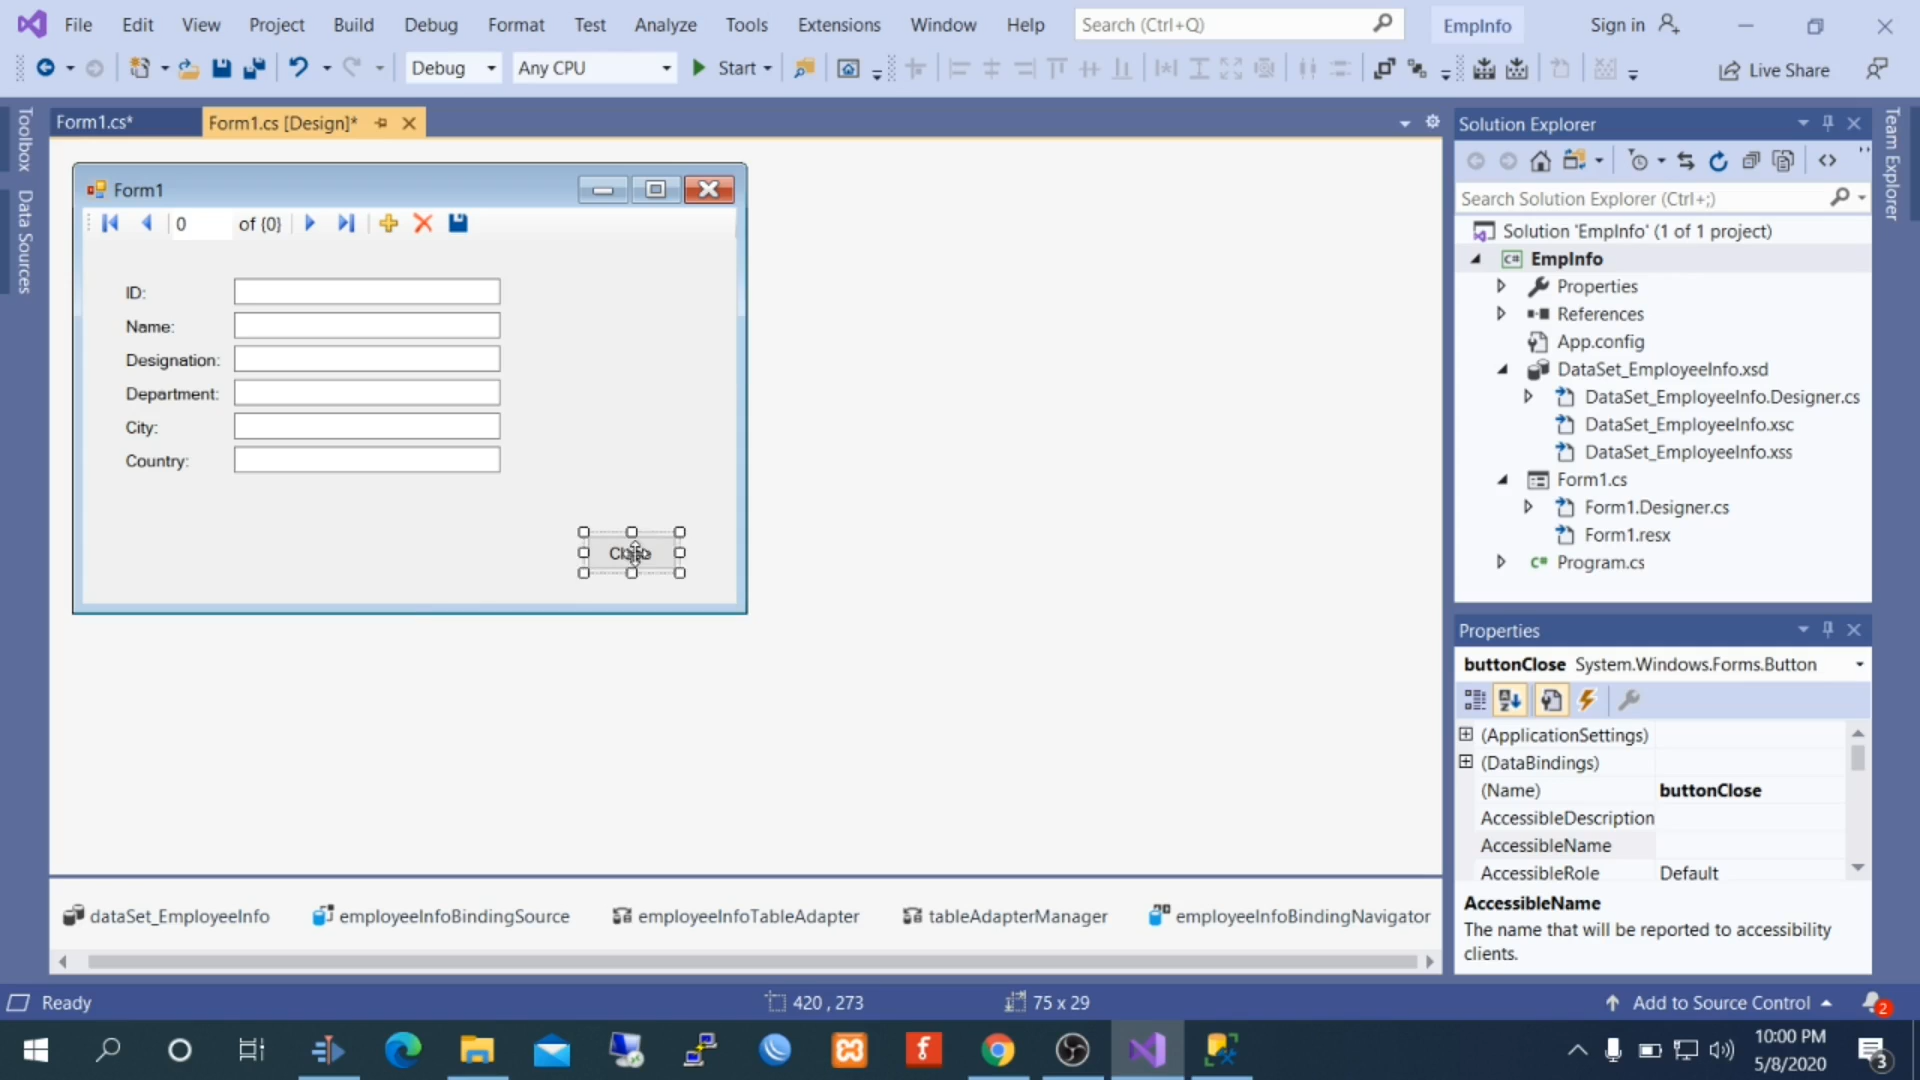 File Edit View Project Build Debug Format Test Analyze Tools Extensions Window Help Search (Ctrl+Q) EmpInfo Sign in
Debug Any CPU Start Live Share
Toolbox
Data Sources
Form1.cs* Form1.cs [Design]*
Form1
0 of {0}
ID:
Name:
Designation:
Department:
City:
Country:
dataSet_EmployeeInfo employeeInfoBindingSource employeeInfoTableAdapter tableAdapterManager employeeInfoBindingNavigator
Solution Explorer
Search Solution Explorer (Ctrl+;)
Solution 'EmpInfo' (1 of 1 project)
C# EmpInfo
Properties
References
App.config
DataSet_EmployeeInfo.xsd
DataSet_EmployeeInfo.Designer.cs
DataSet_EmployeeInfo.xsc
DataSet_EmployeeInfo.xss
Form1.cs
Form1.Designer.cs
Form1.resx
C# Program.cs
Team Explorer
Properties
buttonClose System.Windows.Forms.Button
(ApplicationSettings)
(DataBindings)
(Name) buttonClose
AccessibleDescription
AccessibleName
AccessibleRole Default
AccessibleName
The name that will be reported to accessibility
clients.
Ready 420 , 273 75 x 29 Add to Source Control 2
10:00 PM
5/8/2020
3